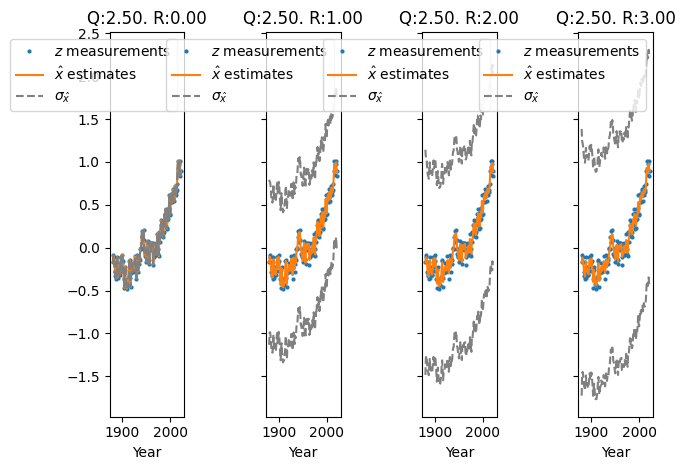 Q:2.50. R:0.00
Q:2.50. R:1.00
Q:2.50. R:2.00
Q:2.50. R:3.00
z measurements
x̂ estimates
σx̂
z measurements
x̂ estimates
σx̂
z measurements
x̂ estimates
σx̂
z measurements
x̂ estimates
σx̂
2.5
2.0
1.5
1.0
0.5
0.0
−0.5
−1.0
−1.5
1900 2000
1900 2000
1900 2000
1900 2000
Year
Year
Year
Year